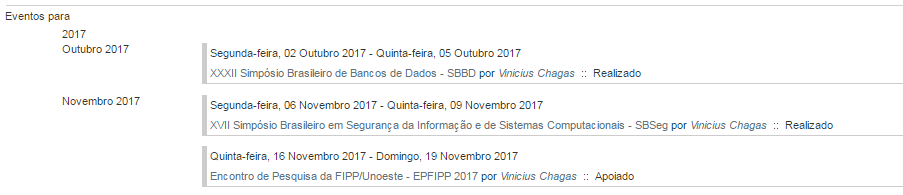 Eventos para
2017
Outubro 2017
Segunda-feira, 02 Outubro 2017 - Quinta-feira, 05 Outubro 2017
XXXII Simpósio Brasileiro de Bancos de Dados - SBBD por Vinicius Chagas :: Realizado
Novembro 2017
Segunda-feira, 06 Novembro 2017 - Quinta-feira, 09 Novembro 2017
XVII Simpósio Brasileiro em Segurança da Informação e de Sistemas Computacionais - SBSeg por Vinicius Chagas :: Realizado
Quinta-feira, 16 Novembro 2017 - Domingo, 19 Novembro 2017
Encontro de Pesquisa da FIPP/Unoeste - EPFIPP 2017 por Vinicius Chagas :: Apoiado